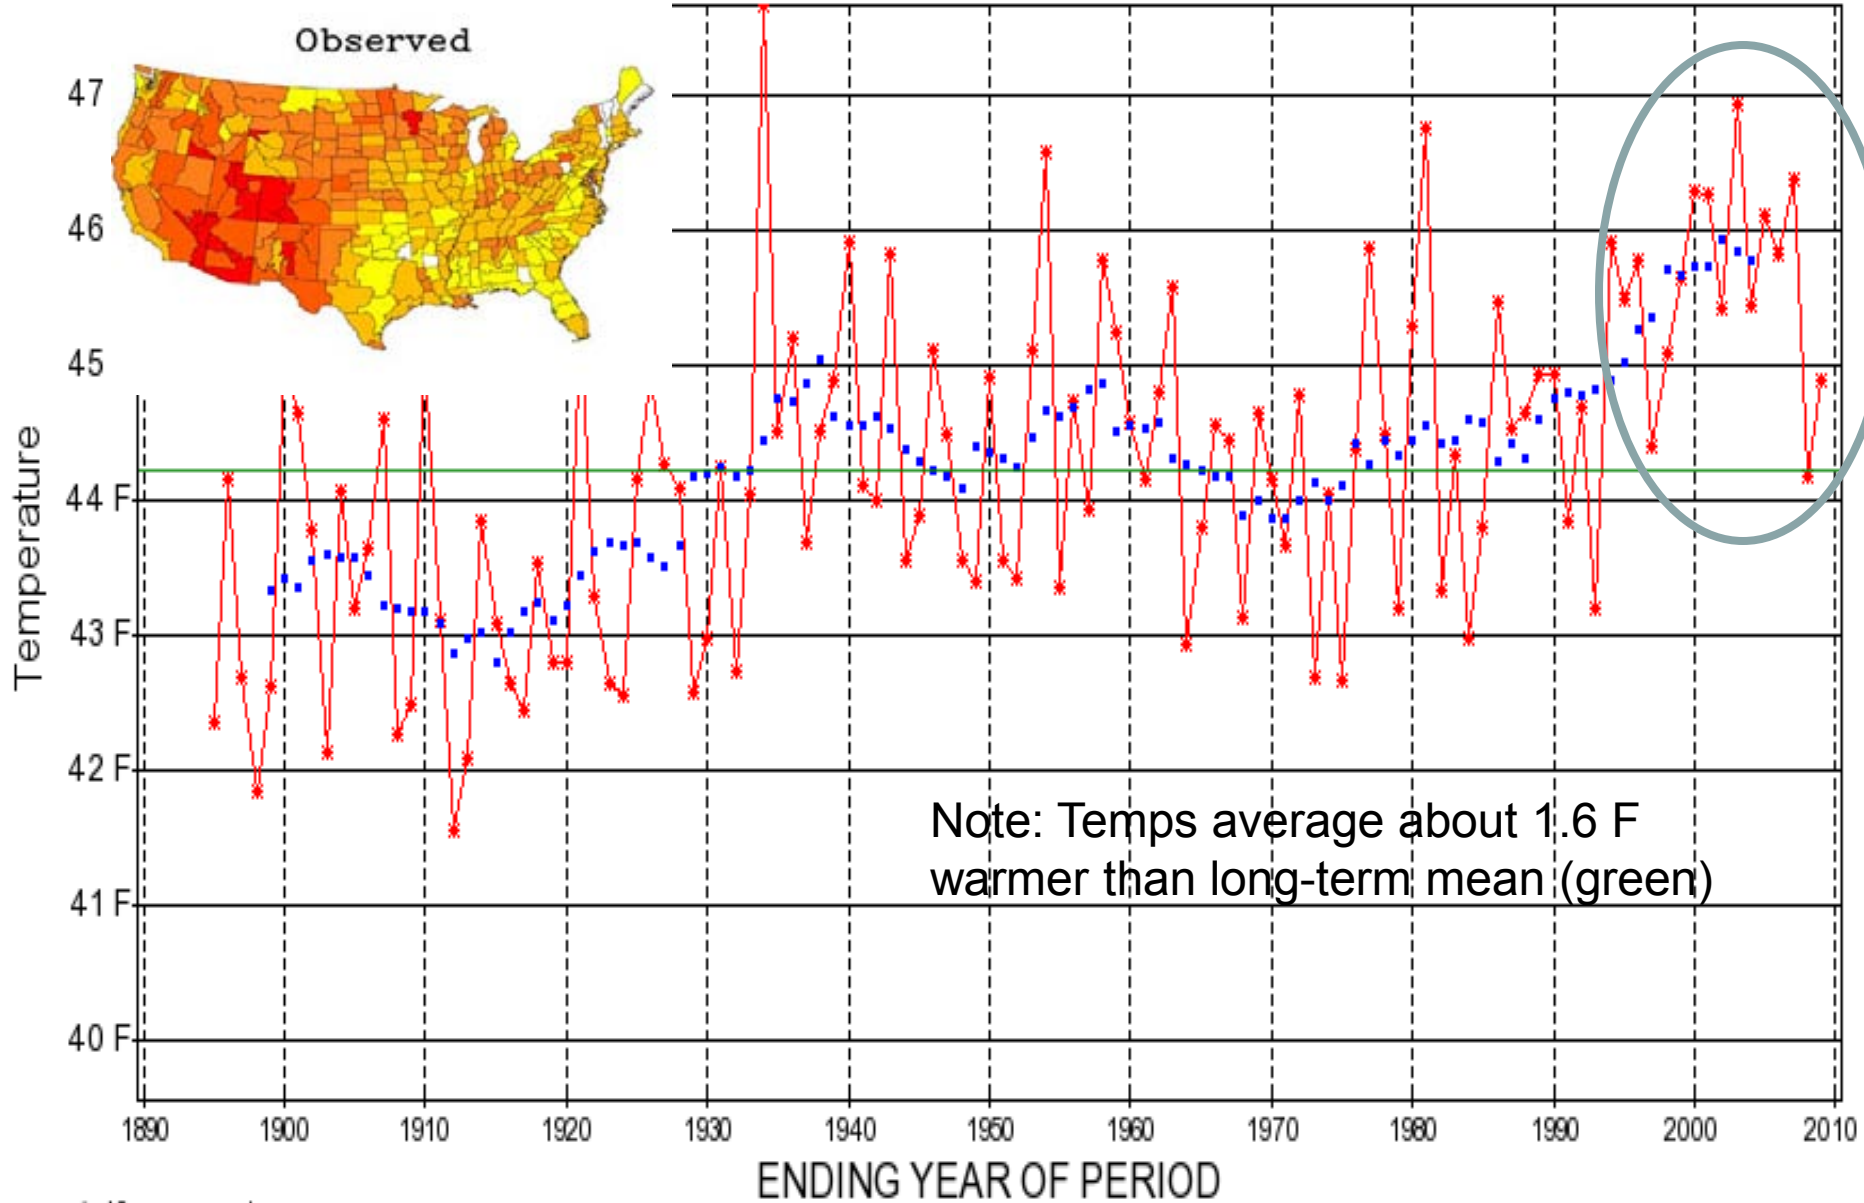 Observed
47
46
45
44 F
43 F
42 F
41 F
40 F
Temperature
Note: Temps average about 1.6 F
warmer than long-term mean (green)
1890 1900 1910 1920 1930 1940 1950 1960 1970 1980 1990 2000 2010
ENDING YEAR OF PERIOD